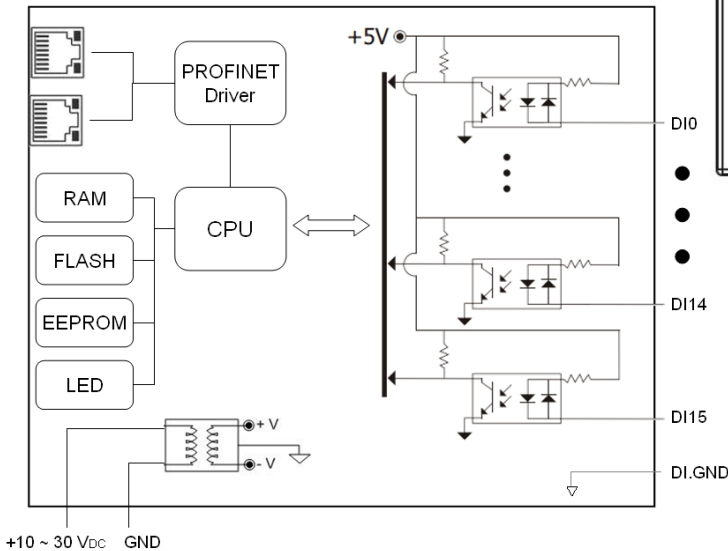 +5V
PROFINET
Driver
DI0
RAM
CPU
FLASH
DI14
EEPROM
LED
DI15
+ V
- V
DI.GND
+10 ~ 30 VDC GND